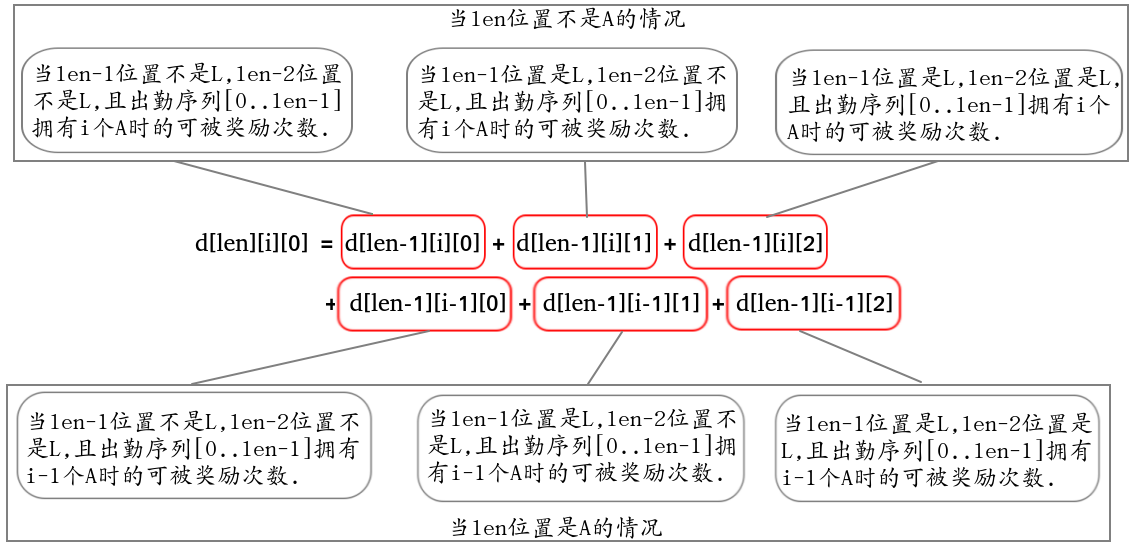 当len位置不是A的情况
当len-1位置不是L,len-2位置
不是L,且出勤序列[0..len-1]
拥有i个A时的可被奖励次数.
当len-1位置是L,len-2位置不
是L,且出勤序列[0..len-1]拥
有i个A时的可被奖励次数.
当len-1位置是L,len-2位置是L,
且出勤序列[0..len-1]拥有i个
A时的可被奖励次数.
d[len][i][0] = d[len-1][i][0] + d[len-1][i][1] + d[len-1][i][2]
+ d[len-1][i-1][0] + d[len-1][i-1][1] + d[len-1][i-1][2]
当len-1位置不是L,len-2位置不
是L,且出勤序列[0..len-1]拥有
i-1个A时的可被奖励次数.
当len-1位置是L,len-2位置不
是L,且出勤序列[0..len-1]拥
有i-1个A时的可被奖励次数.
当len-1位置是L,len-2位置是
L,且出勤序列[0..len-1]拥有
i-1个A时的可被奖励次数.
当len位置是A的情况